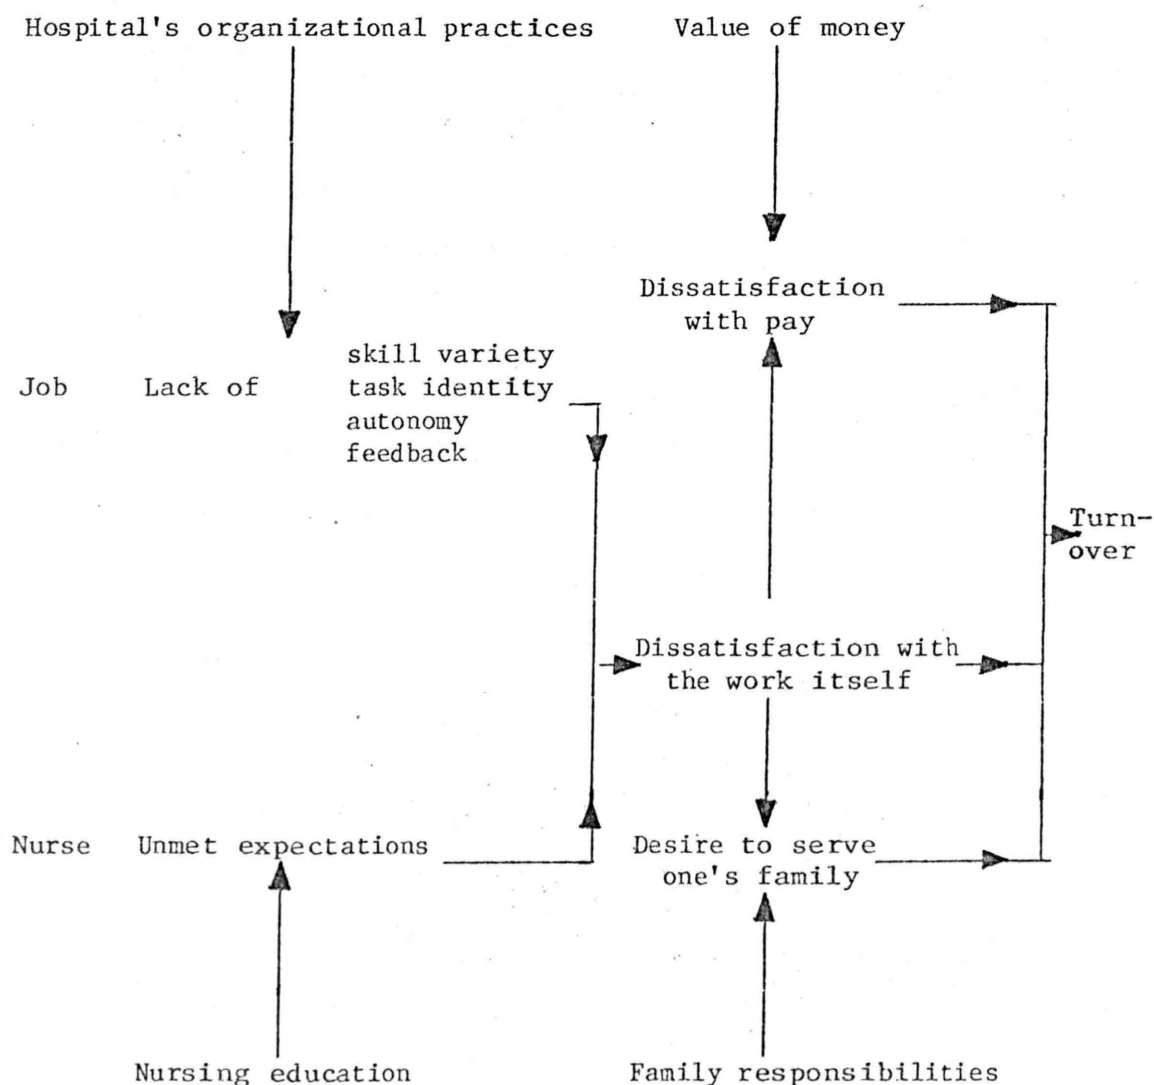 Hospital's organizational practices
Value of money
Dissatisfaction
with pay
skill variety
Job Lack of task identity
autonomy
feedback
Turn-
over
Dissatisfaction with
the work itself
Nurse Unmet expectations
Desire to serve
one's family
Nursing education
Family responsibilities